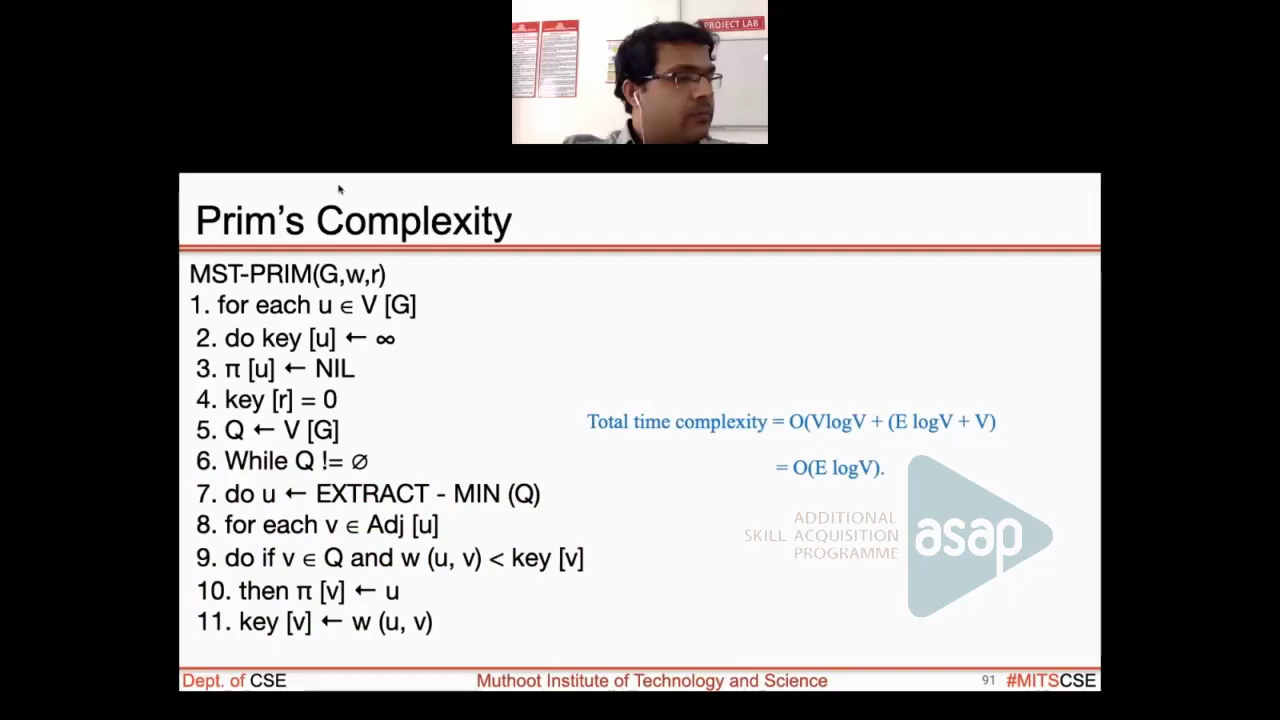 PROJECT LAB
Prim's Complexity
MST-PRIM(G,w,r)
1. for each u ∈ V [G]
2. do key [u] ← ∞
3. π [u] ← NIL
4. key [r] = 0
5. Q ← V [G]
6. While Q != ∅
7. do u ← EXTRACT - MIN (Q)
8. for each v ∈ Adj [u]
9. do if v ∈ Q and w (u, v) < key [v]
10. then π [v] ← u
11. key [v] ← w (u, v)
Total time complexity = O(VlogV + (E logV + V)
= O(E logV).
ADDITIONAL
SKILL ACQUISITION
PROGRAMME
asap
Dept. of CSE
Muthoot Institute of Technology and Science
91
#MITSCSE